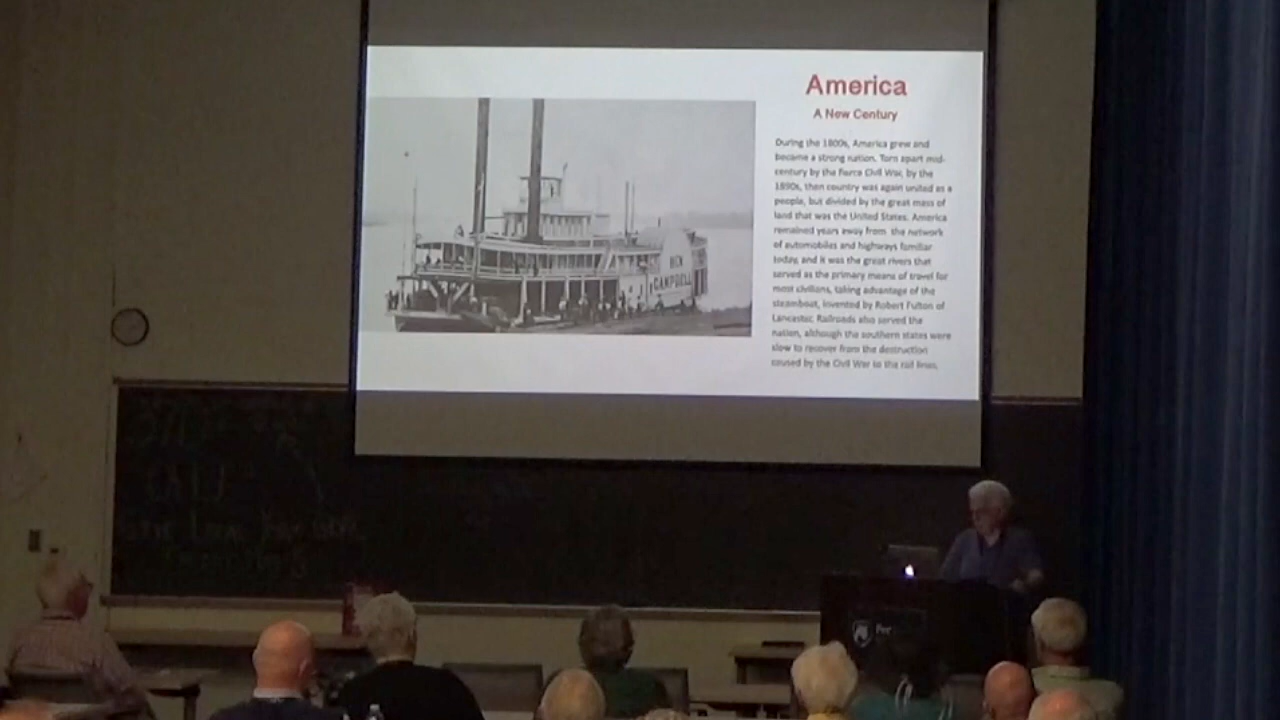 America
A New Century
During the 1800s, America grew and
became a strong nation. Torn apart mid-
century by the fierce Civil War, by the
1890s, then country was again united as a
people, but divided by the great mass of
land that was the United States. America
remained years away from the network
of automobiles and highways familiar
today, and it was the great rivers that
served as the primary means of travel for
most civilians, taking advantage of the
steamboat, invented by Robert Fulton of
Lancaster. Railroads also served the
nation, although the southern states were
slow to recover from the destruction
caused by the Civil War to the rail lines.
BEN
CAMPBELL